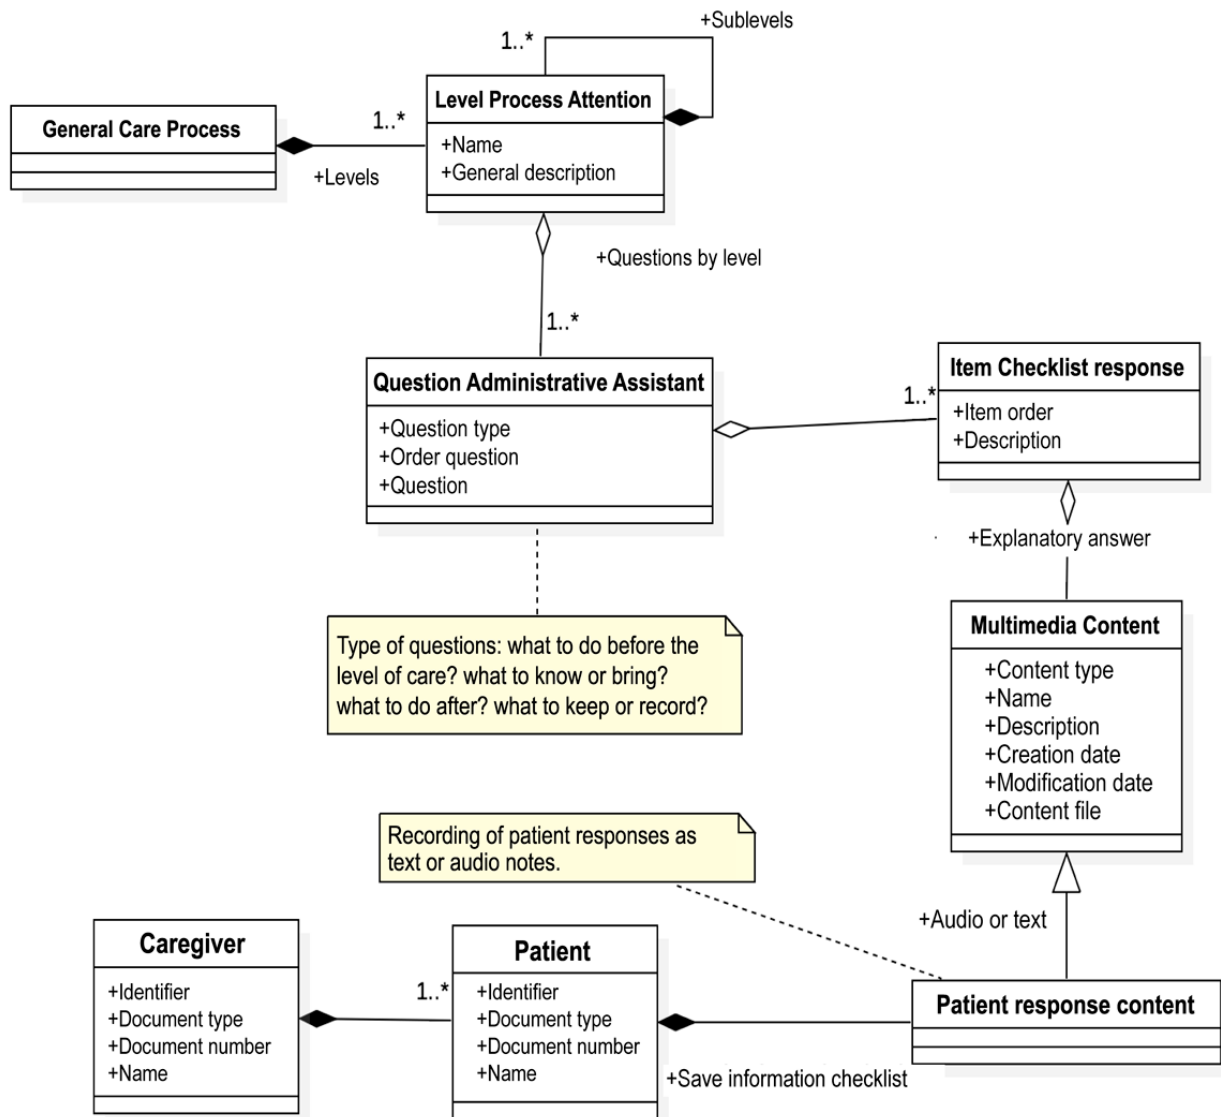 +Sublevels
1..*
Level Process Attention
+Name
+General description
General Care Process
1..*
+Levels
+Questions by level
1..*
Question Administrative Assistant
+Question type
+Order question
+Question
1..*
Item Checklist response
+Item order
+Description
+Explanatory answer
Type of questions: what to do before the
level of care? what to know or bring?
what to do after? what to keep or record?
Multimedia Content
+Content type
+Name
+Description
+Creation date
+Modification date
+Content file
Recording of patient responses as
text or audio notes.
+Audio or text
Caregiver
+Identifier
+Document type
+Document number
+Name
1..*
Patient
+Identifier
+Document type
+Document number
+Name
+Save information checklist
Patient response content